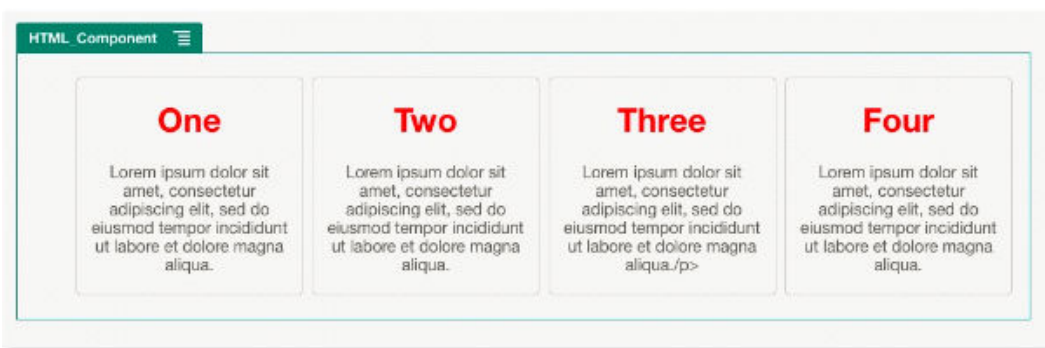 HTML_Component
One
Lorem ipsum dolor sit
amet, consectetur
adipiscing elit, sed do
eiusmod tempor incididunt
ut labore et dolore magna
aliqua.
Two
Lorem ipsum dolor sit
amet, consectetur
adipiscing elit, sed do
eiusmod tempor incididunt
ut labore et dolore magna
aliqua.
Three
Lorem ipsum dolor sit
amet, consectetur
adipiscing elit, sed do
eiusmod tempor incididunt
ut labore et dolore magna
aliqua./p>
Four
Lorem ipsum dolor sit
amet, consectetur
adipiscing elit, sed do
eiusmod tempor incididunt
ut labore et dolore magna
aliqua.